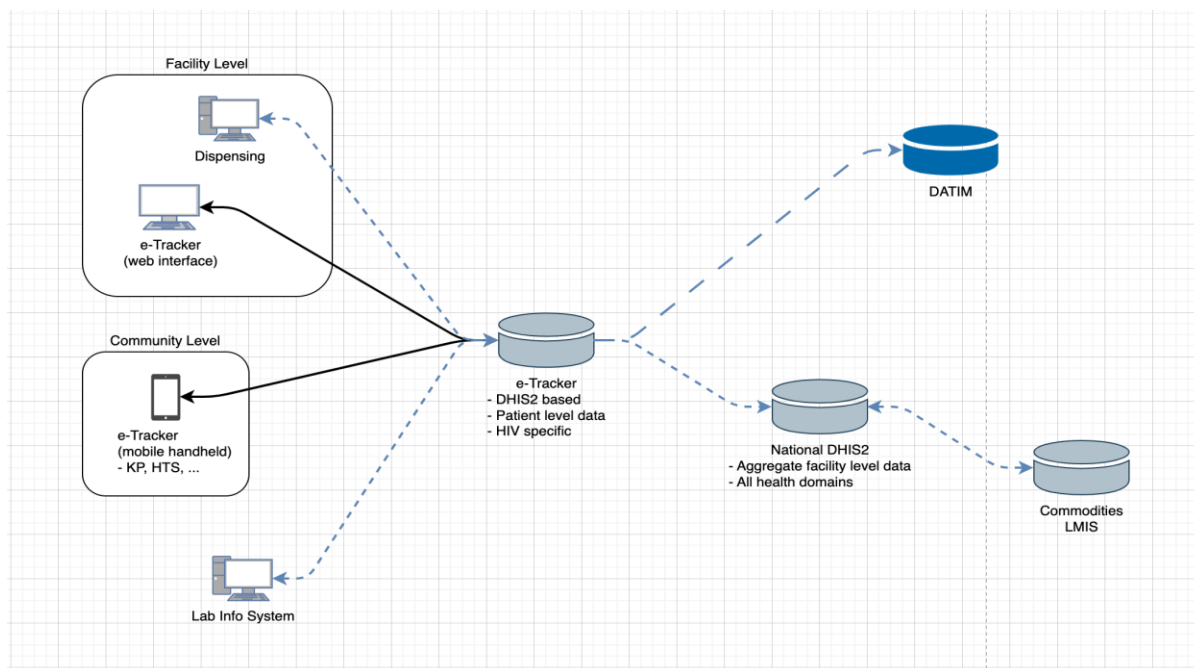 Facility Level
Dispensing
e-Tracker
(web interface)
Community Level
e-Tracker
(mobile handheld)
- KP, HTS, ...
Lab Info System
e-Tracker
- DHIS2 based
- Patient level data
- HIV specific
DATIM
National DHIS2
- Aggregate facility level data
- All health domains
Commodities
LMIS